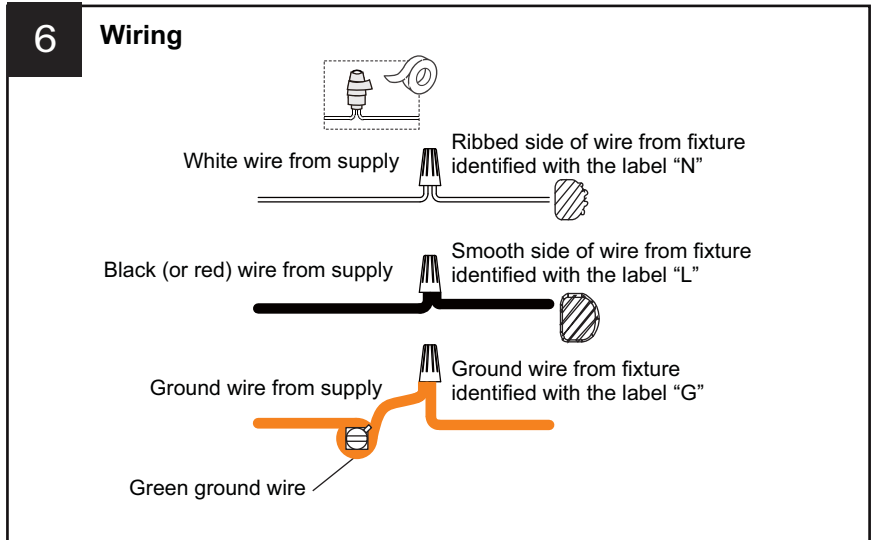 6
Wiring
White wire from supply
Ribbed side of wire from fixture
identified with the label “N”
Black (or red) wire from supply
Smooth side of wire from fixture
identified with the label “L”
Ground wire from supply
Ground wire from fixture
identified with the label “G”
Green ground wire